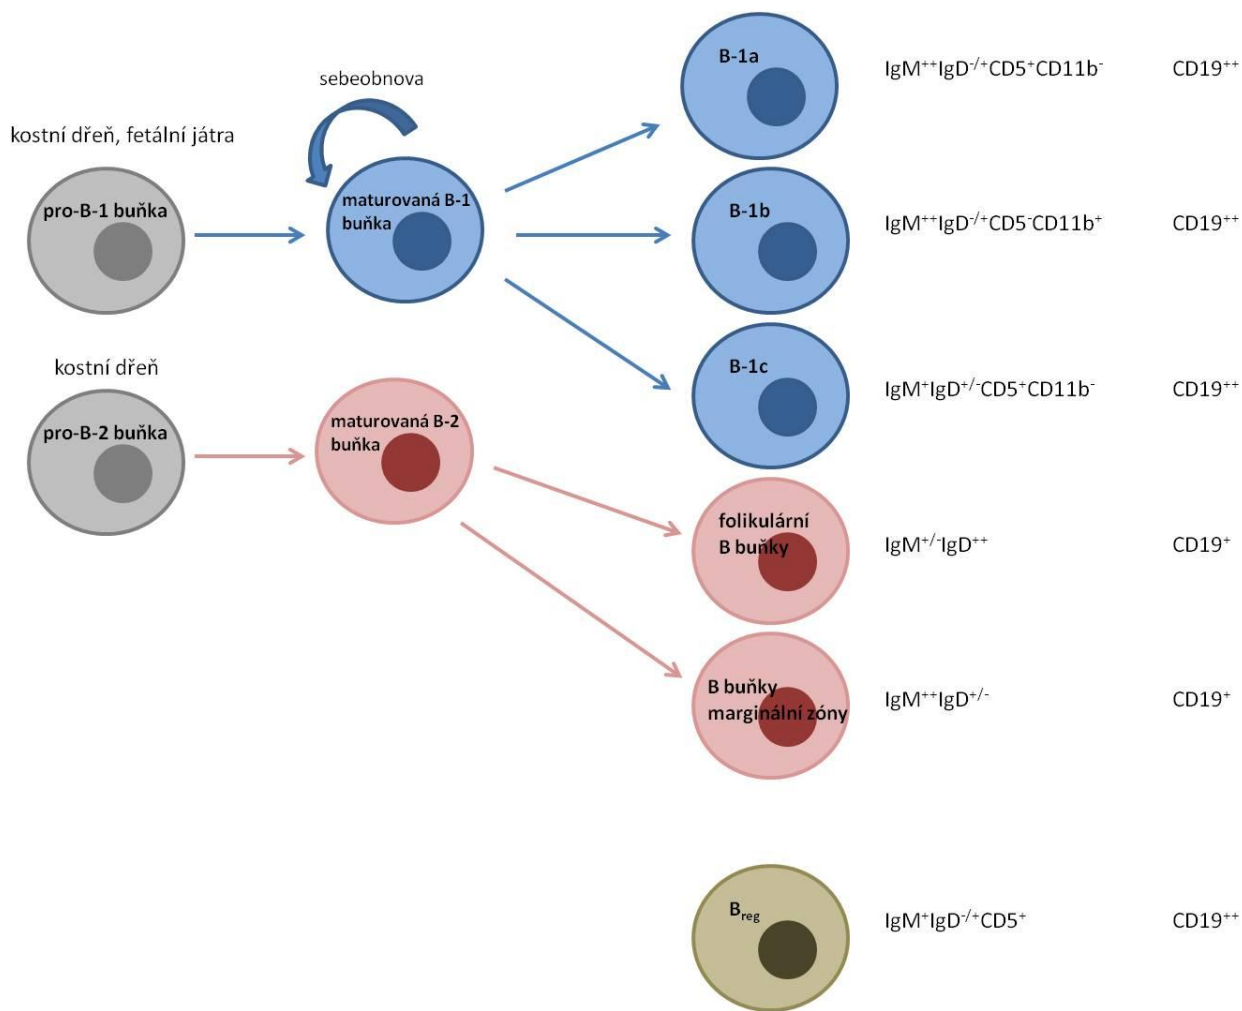 sebeobnova
kostní dřeň, fetální játra
pro-B-1 buňka
maturovaná B-1
buňka
B-1a
IgM⁺⁺IgD⁻/⁺CD5⁺CD11b⁻ CD19⁺⁺
B-1b
IgM⁺⁺IgD⁻/⁺CD5⁻CD11b⁺ CD19⁺⁺
B-1c
IgM⁺IgD⁺/⁻CD5⁺CD11b⁻ CD19⁺⁺
kostní dřeň
pro-B-2 buňka
maturovaná B-2
buňka
folikulární
B buňky
IgM⁺/⁻IgD⁺⁺ CD19⁺
B buňky
marginální zóny
IgM⁺⁺IgD⁺/⁻ CD19⁺
Breg
IgM⁺IgD⁻/⁺CD5⁺ CD19⁺⁺